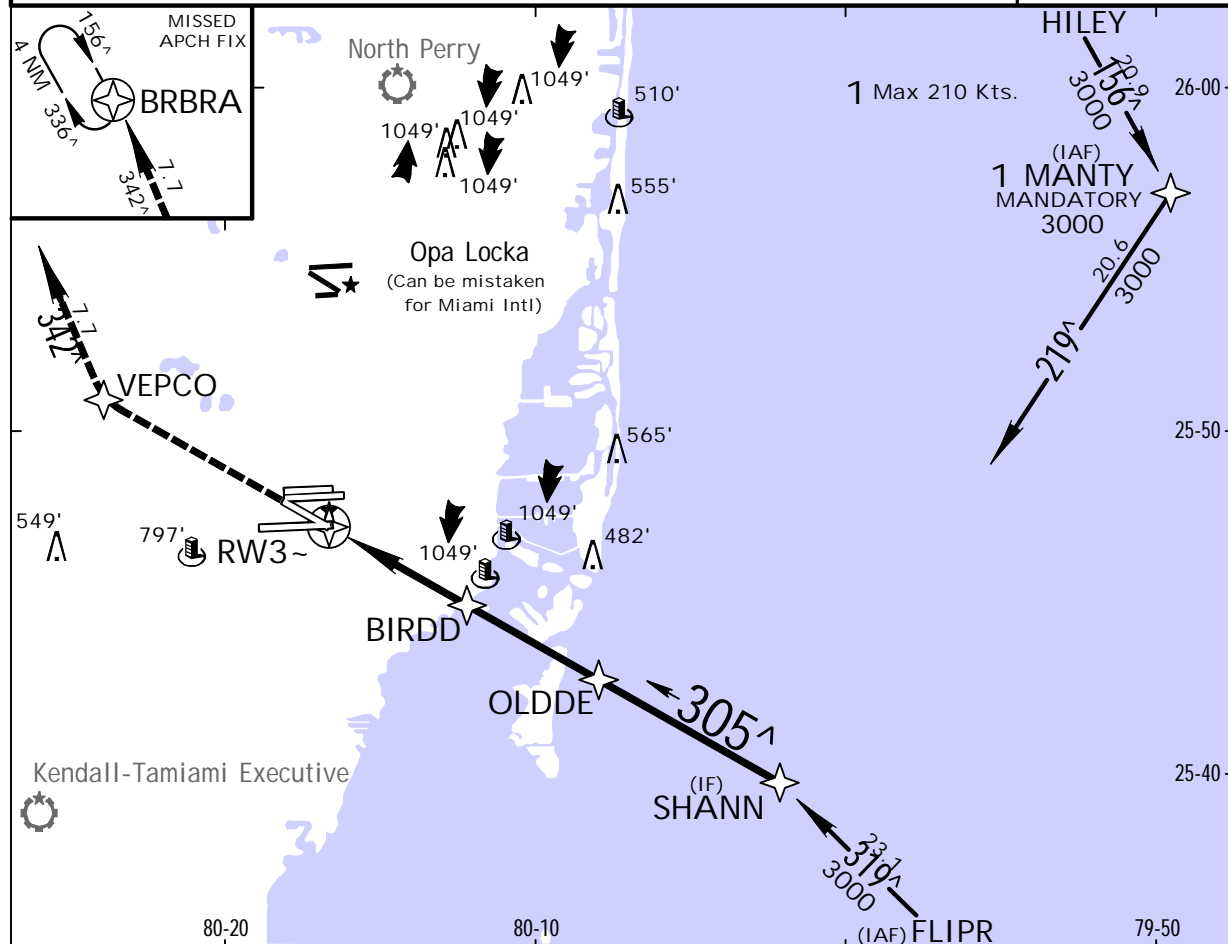 MISSED
APCH FIX
156^
4 NM
336^
BRBRA
7.7
342^
North Perry
1049'
1049'
1049'
1049'
510'
555'
1 Max 210 Kts.
HILEY
20.9
156^
3000
26-00
(IAF)
1 MANTY
MANDATORY
3000
Opa Locka
(Can be mistaken
for Miami Intl)
20.6
3000
219^
7.7
342^
VEPCO
25-50
565'
549'
797'
RW3~
1049'
1049'
482'
BIRDD
OLDDE
305^
Kendall-Tamiami Executive
(IF)
SHANN
25-40
23.1
319^
3000
80-20
80-10
(IAF) FLIPR
79-50